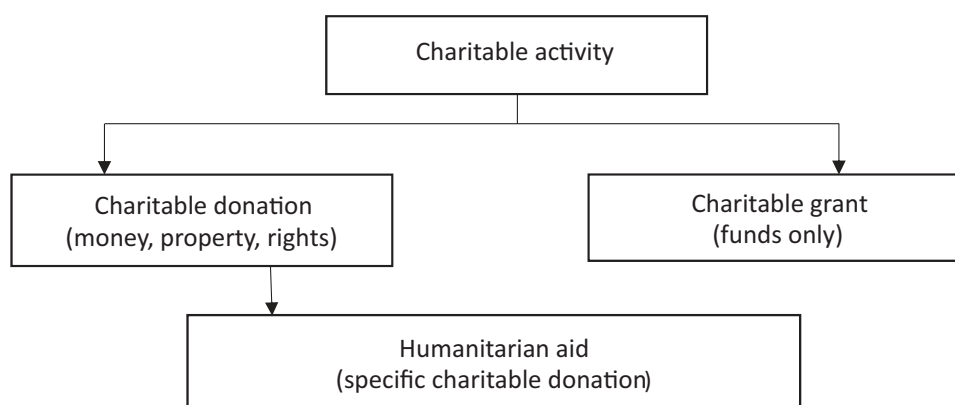 Charitable activity
Charitable donation
(money, property, rights)
Charitable grant
(funds only)
Humanitarian aid
(specific charitable donation)